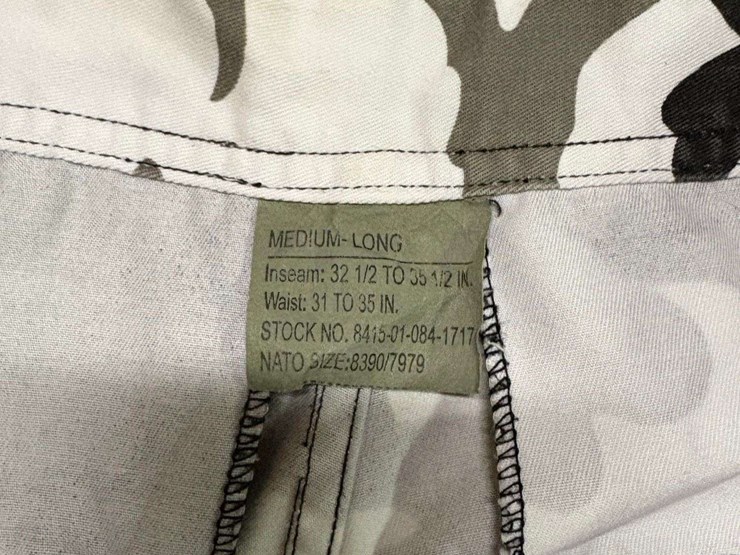 MEDIUM-LONG
Inseam: 32 1/2 TO 35 1/2 IN.
Waist: 31 TO 35 IN.
STOCK NO. 8415-01-084-1717
NATO SIZE:8390/7979